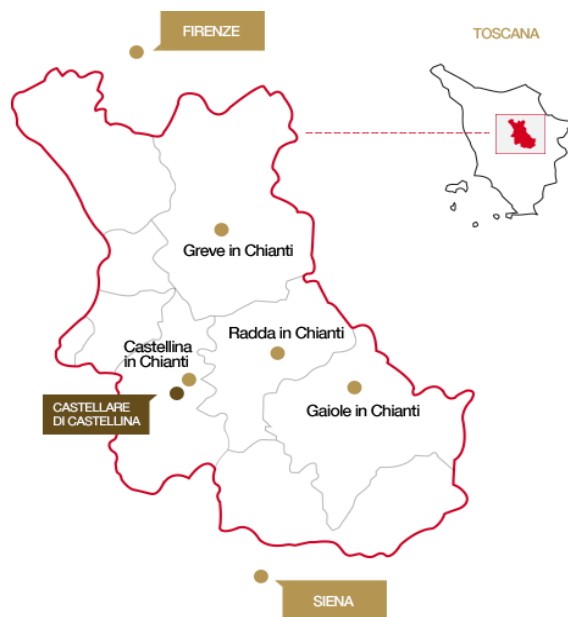 FIRENZE
TOSCANA
Greve in Chianti
Radda in Chianti
Castellina
in Chianti
CASTELLARE
DI CASTELLINA
Gaiole in Chianti
SIENA